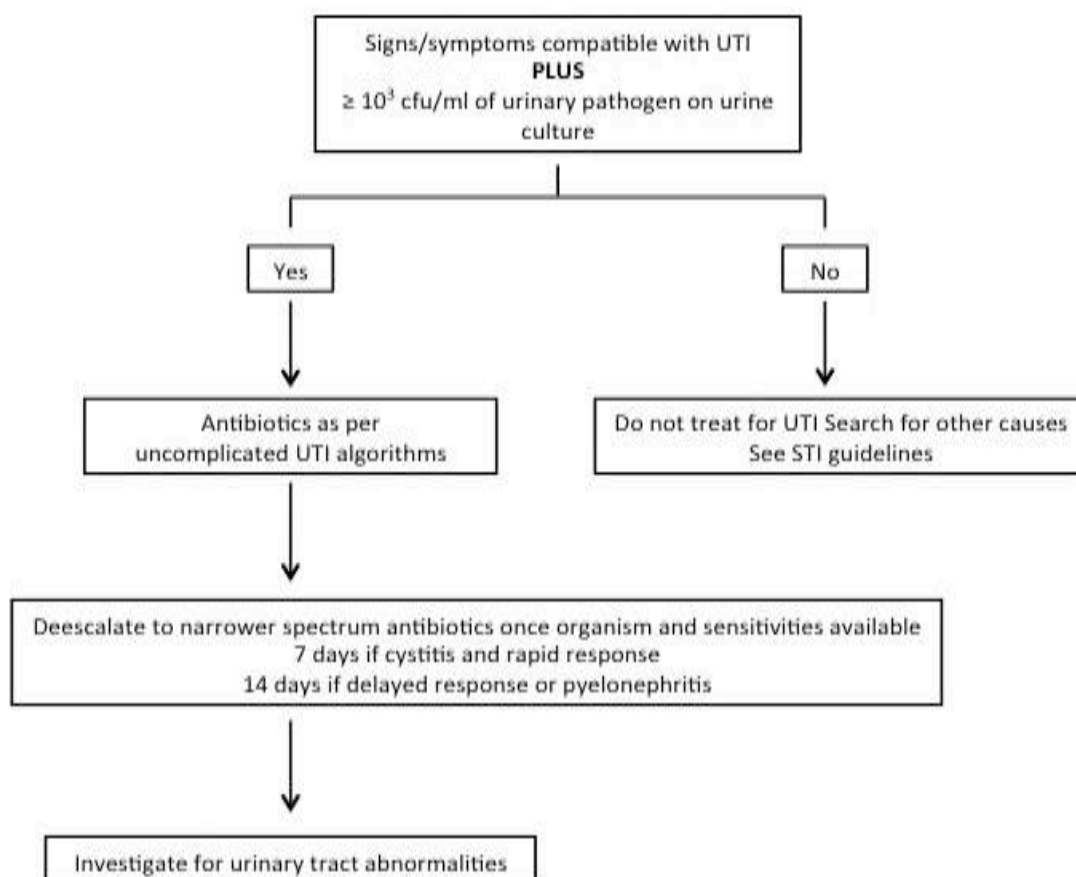 Signs/symptoms compatible with UTI
PLUS
≥ 10³ cfu/ml of urinary pathogen on urine
culture
Yes
No
Antibiotics as per
uncomplicated UTI algorithms
Do not treat for UTI Search for other causes
See STI guidelines
Deescalate to narrower spectrum antibiotics once organism and sensitivities available
7 days if cystitis and rapid response
14 days if delayed response or pyelonephritis
Investigate for urinary tract abnormalities